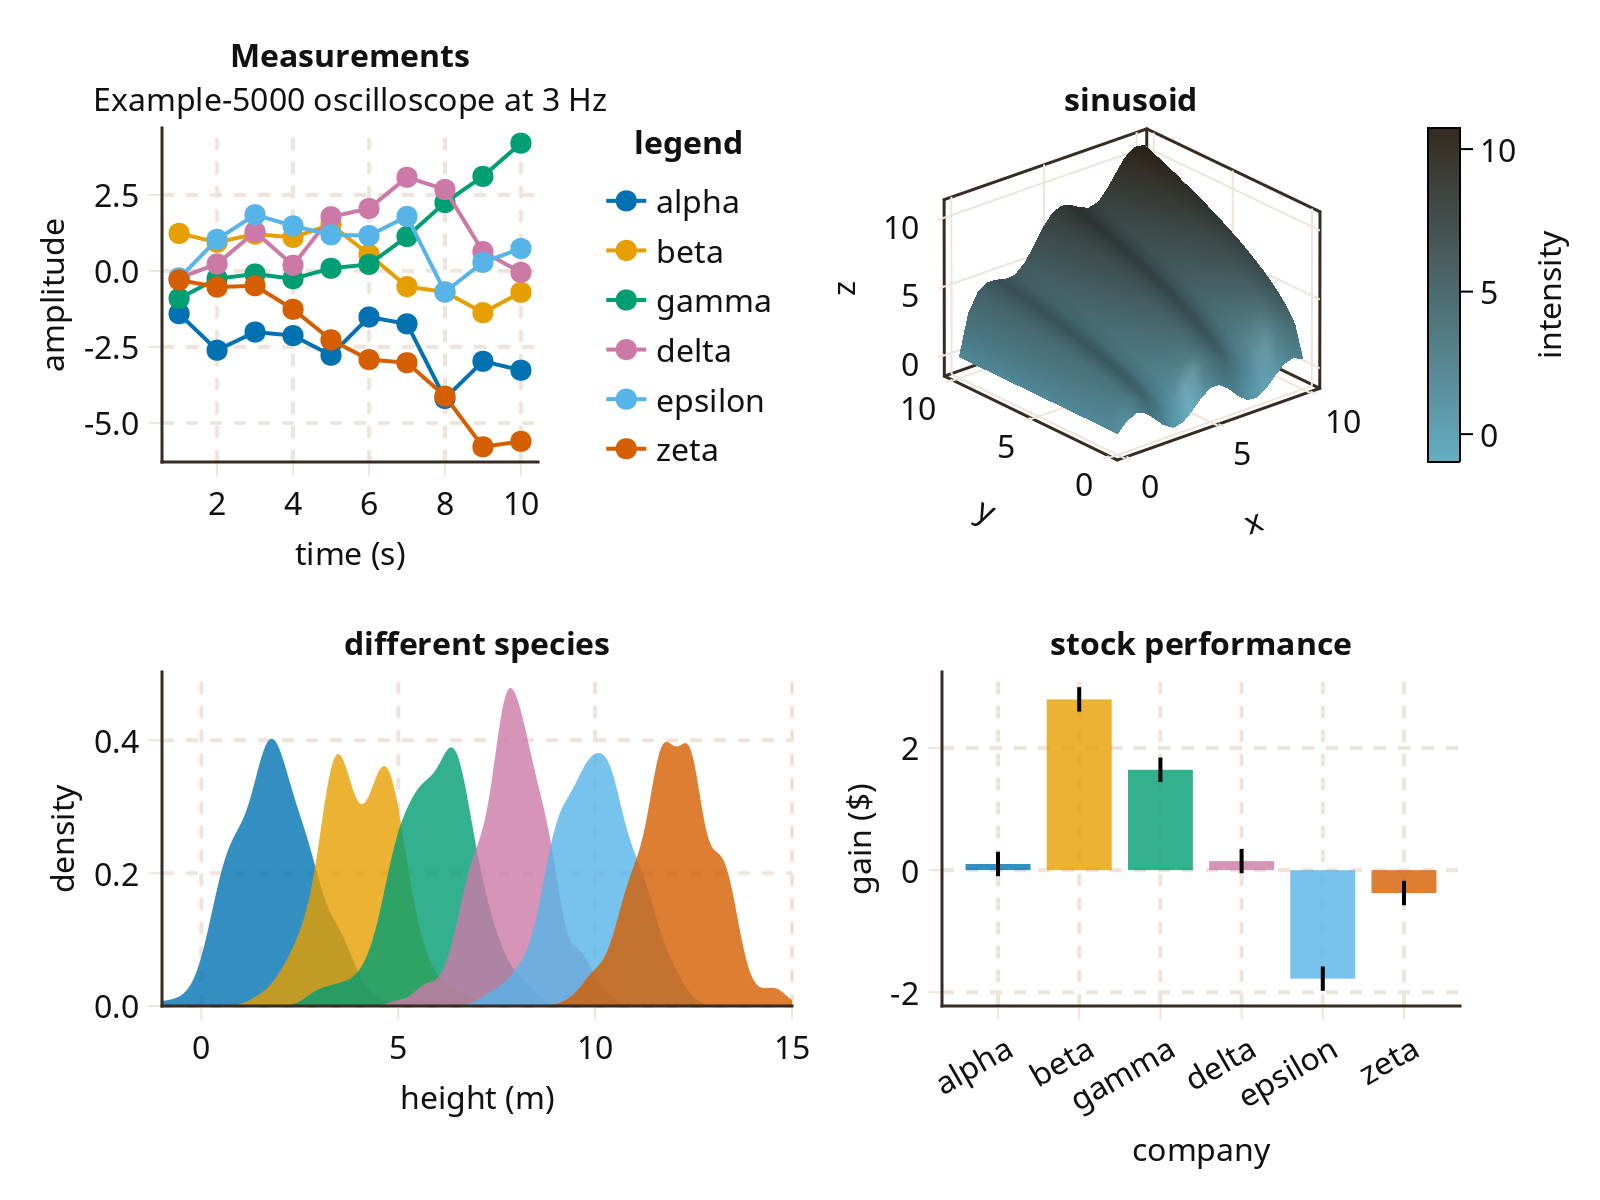 Measurements
Example-5000 oscilloscope at 3 Hz
amplitude
2.5
0.0
-2.5
-5.0
2 4 6 8 10
time (s)
legend
alpha
beta
gamma
delta
epsilon
zeta
sinusoid
z
10
5
0
10
5
0
y
0
5
10
x
10
5
0
intensity
different species
density
0.4
0.2
0.0
0 5 10 15
height (m)
stock performance
gain ($)
2
0
-2
alpha beta gamma delta epsilon zeta
company